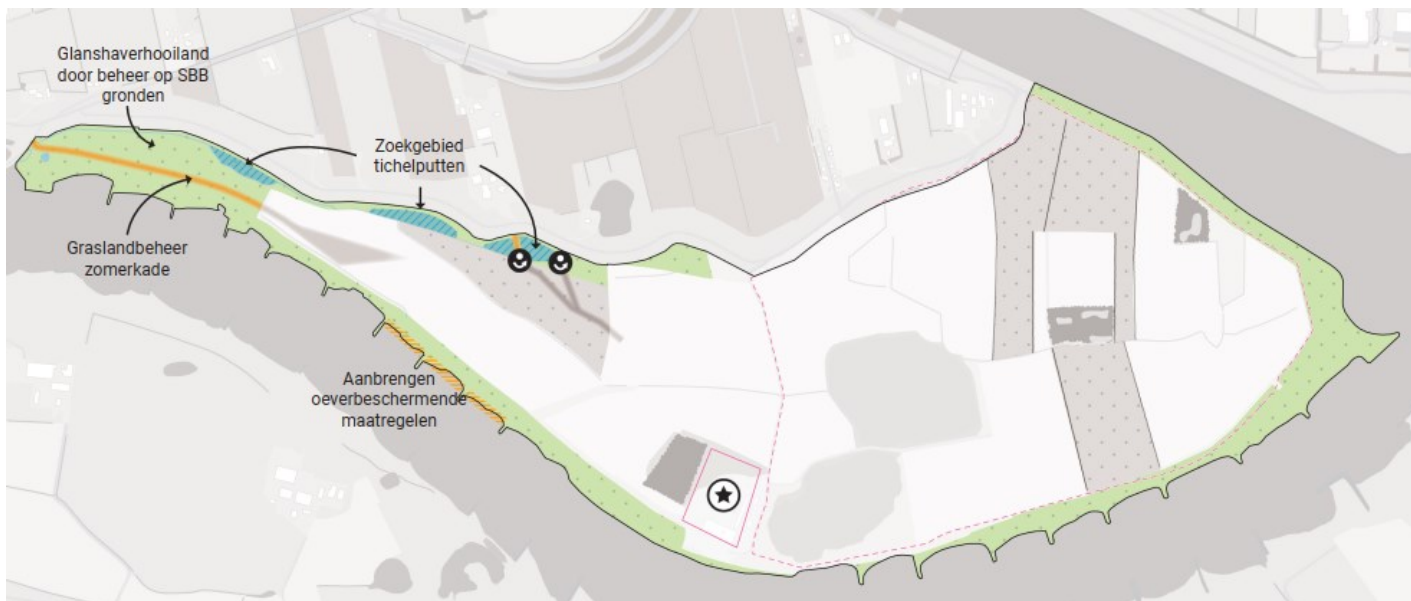 Glanshaverhooiland
door beheer op SBB
gronden
Zoekgebied
tichelputten
Graslandbeheer
zomerkade
Aanbrengen
oeverbeschermende
maatregelen